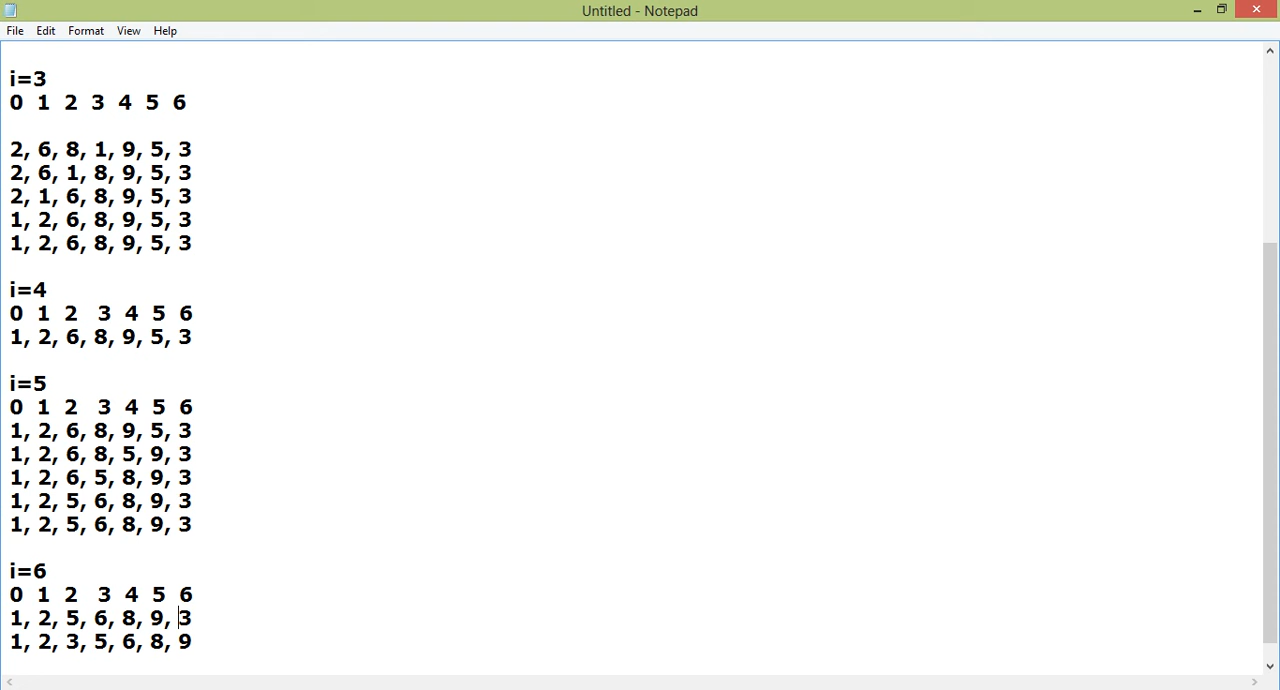 Untitled - Notepad
File Edit Format View Help
i=3
0 1 2 3 4 5 6
2, 6, 8, 1, 9, 5, 3
2, 6, 1, 8, 9, 5, 3
2, 1, 6, 8, 9, 5, 3
1, 2, 6, 8, 9, 5, 3
1, 2, 6, 8, 9, 5, 3
i=4
0 1 2 3 4 5 6
1, 2, 6, 8, 9, 5, 3
i=5
0 1 2 3 4 5 6
1, 2, 6, 8, 9, 5, 3
1, 2, 6, 8, 5, 9, 3
1, 2, 6, 5, 8, 9, 3
1, 2, 5, 6, 8, 9, 3
1, 2, 5, 6, 8, 9, 3
i=6
0 1 2 3 4 5 6
1, 2, 5, 6, 8, 9, 3
1, 2, 3, 5, 6, 8, 9